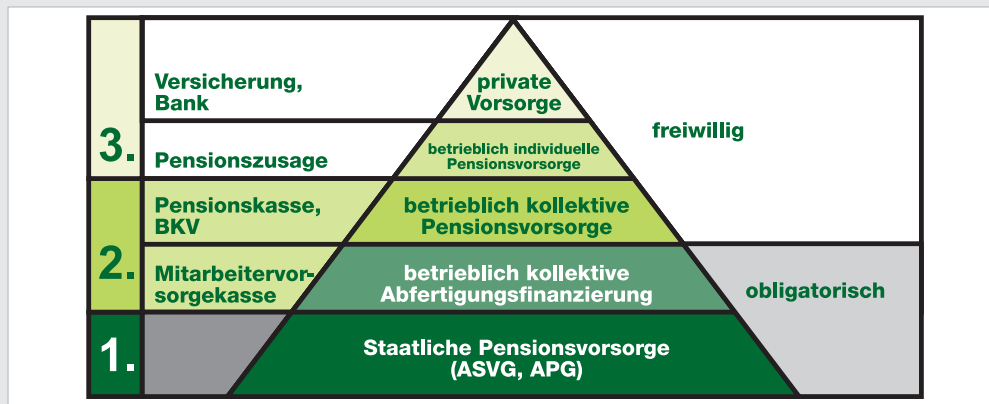 3.
Versicherung,
Bank
private
Vorsorge
freiwillig
Pensionszusage
betrieblich individuelle
Pensionsvorsorge
2.
Pensionskasse,
BKV
betrieblich kollektive
Pensionsvorsorge
Mitarbeitervor-
sorgekasse
betrieblich kollektive
Abfertigungsfinanzierung
obligatorisch
1.
Staatliche Pensionsvorsorge
(ASVG, APG)